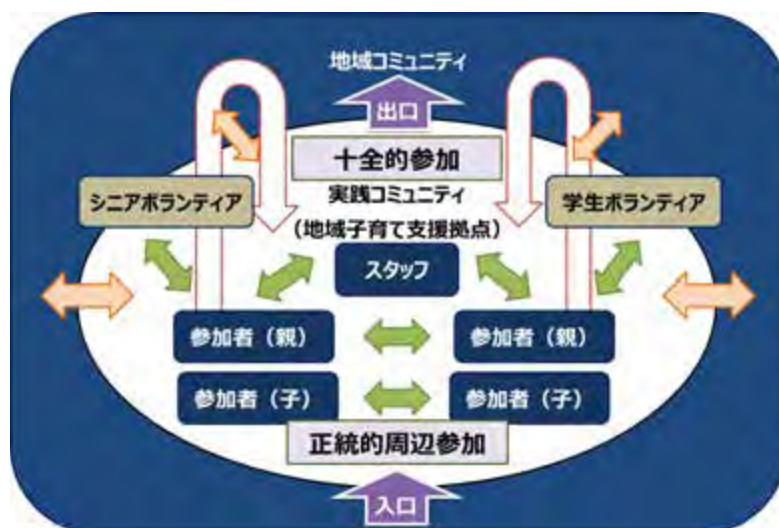 地域コミュニティ
出口
十全的参加
シニアボランティア
実践コミュニティ
学生ボランティア
(地域子育て支援拠点)
スタッフ
参加者(親)
参加者(親)
参加者(子)
参加者(子)
正統的周辺参加
入口